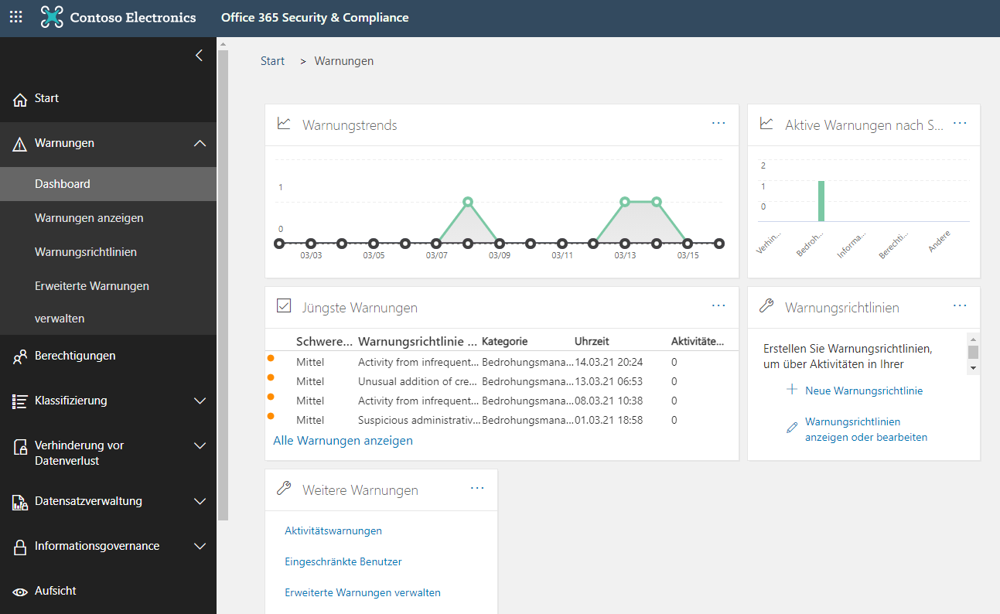 Contoso Electronics
Office 365 Security & Compliance
Start
Warnungen
Dashboard
Warnungen anzeigen
Warnungsrichtlinien
Erweiterte Warnungen
verwalten
Berechtigungen
Klassifizierung
Verhinderung vor
Datenverlust
Datensatzverwaltung
Informationsgovernance
Aufsicht
Start > Warnungen
Warnungstrends ...
1
0
03/03 03/05 03/07 03/09 03/11 03/13 03/15
Aktive Warnungen nach S... ...
2
1
0
Verhin... Bedroh... Informa... Berechti... Andere
Jüngste Warnungen ...
Schwere... Warnungsrichtlinie ... Kategorie Uhrzeit Aktivitäte...
Mittel Activity from infrequent... Bedrohungsmana... 14.03.21 20:24 0
Mittel Unusual addition of cre... Bedrohungsmana... 13.03.21 06:53 0
Mittel Activity from infrequent... Bedrohungsmana... 08.03.21 10:38 0
Mittel Suspicious administrativ... Bedrohungsmana... 01.03.21 18:58 0
Alle Warnungen anzeigen
Warnungsrichtlinien ...
Erstellen Sie Warnungsrichtlinien,
um über Aktivitäten in Ihrer
Neue Warnungsrichtlinie
Warnungsrichtlinien
anzeigen oder bearbeiten
Weitere Warnungen ...
Aktivitätswarnungen
Eingeschränkte Benutzer
Erweiterte Warnungen verwalten